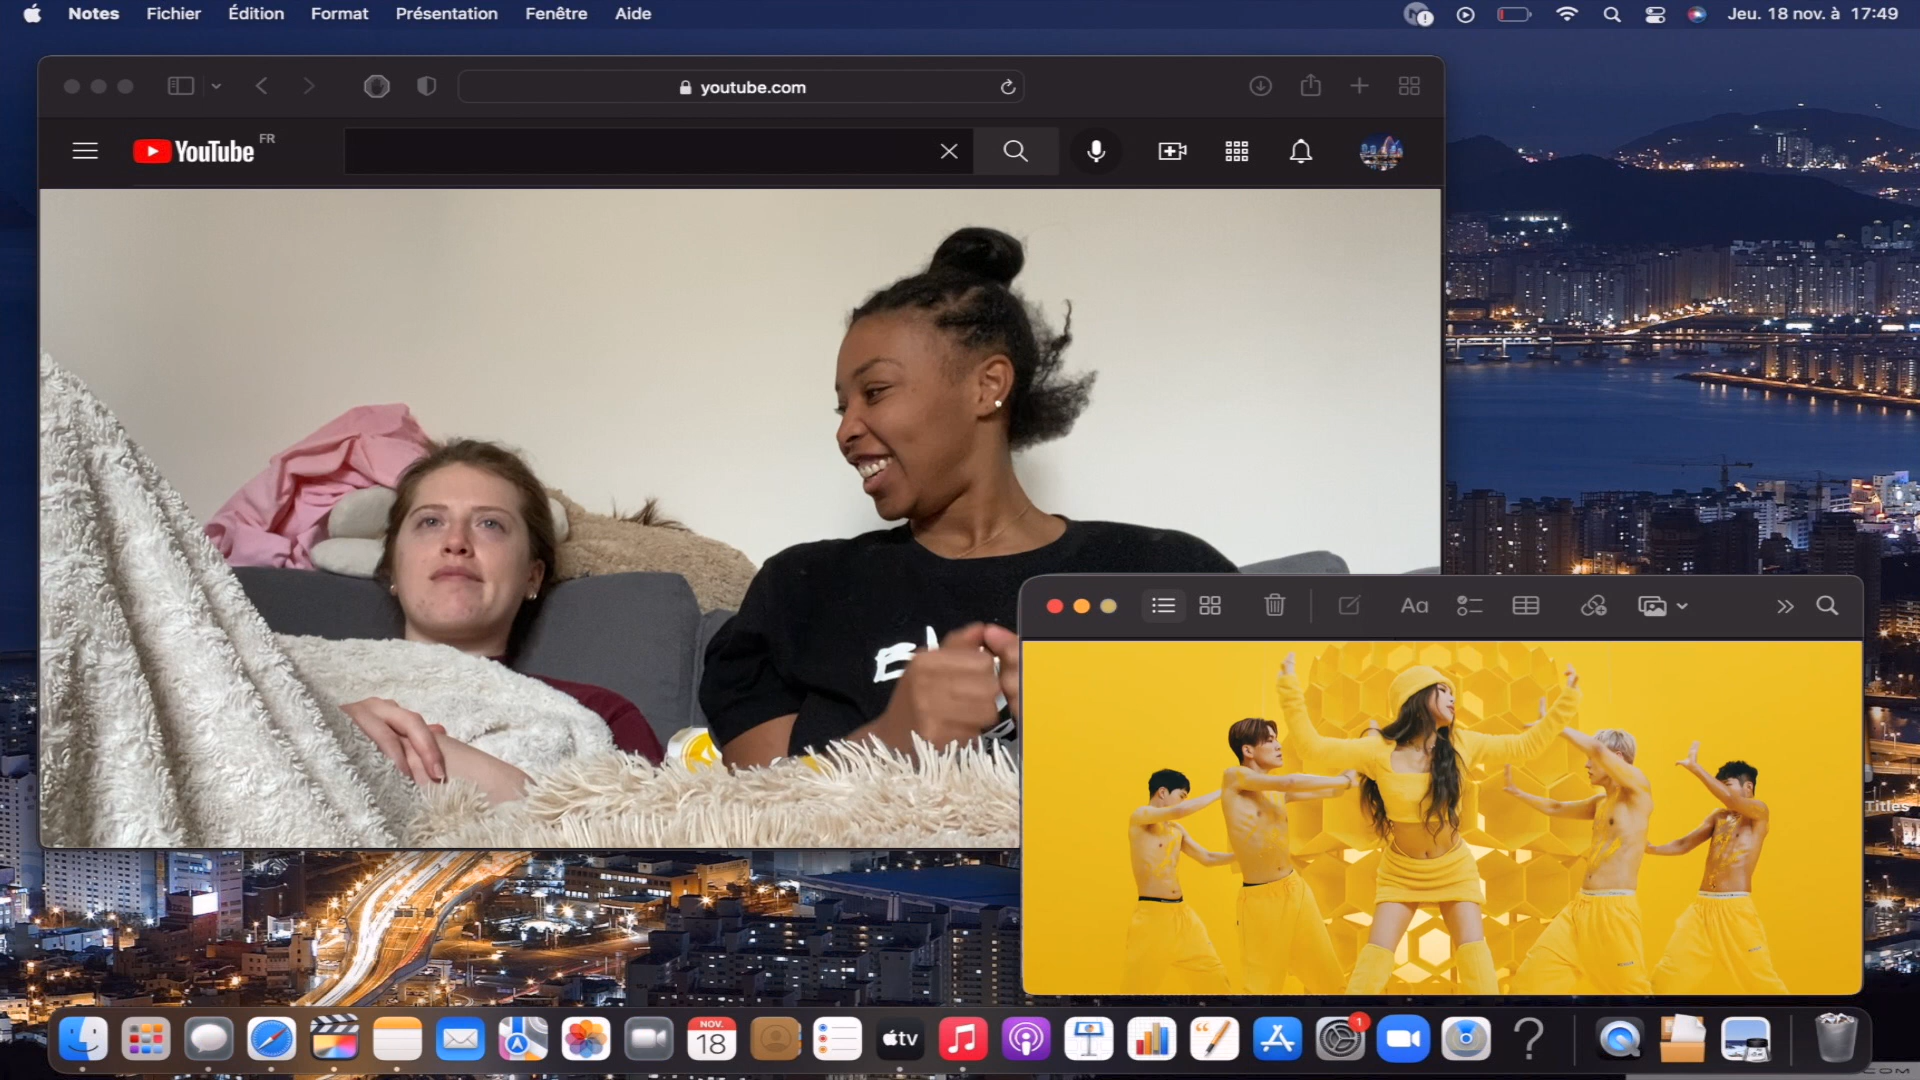 Notes Fichier Édition Format Présentation Fenêtre Aide
Jeu. 18 nov. à 17:49
youtube.com
YouTube FR
Aa
Titles
NOV.
18
tv
1